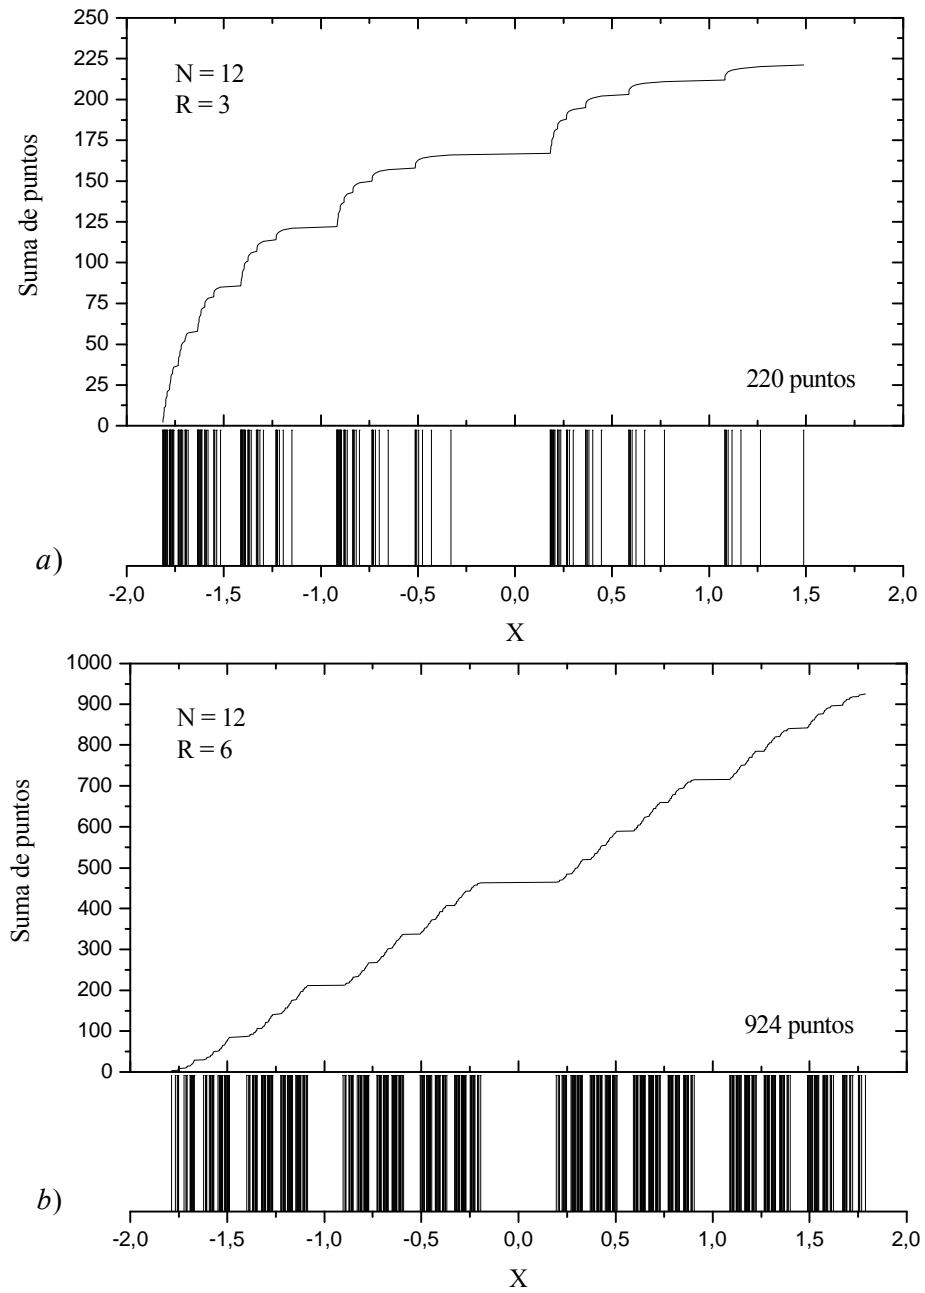 250
225
200
175
150
125
100
75
50
25
0
Suma de puntos
N = 12
R = 3
220 puntos
a)
-2,0 -1,5 -1,0 -0,5 0,0 0,5 1,0 1,5 2,0
X
1000
900
800
700
600
500
400
300
200
100
0
Suma de puntos
N = 12
R = 6
924 puntos
b)
-2,0 -1,5 -1,0 -0,5 0,0 0,5 1,0 1,5 2,0
X